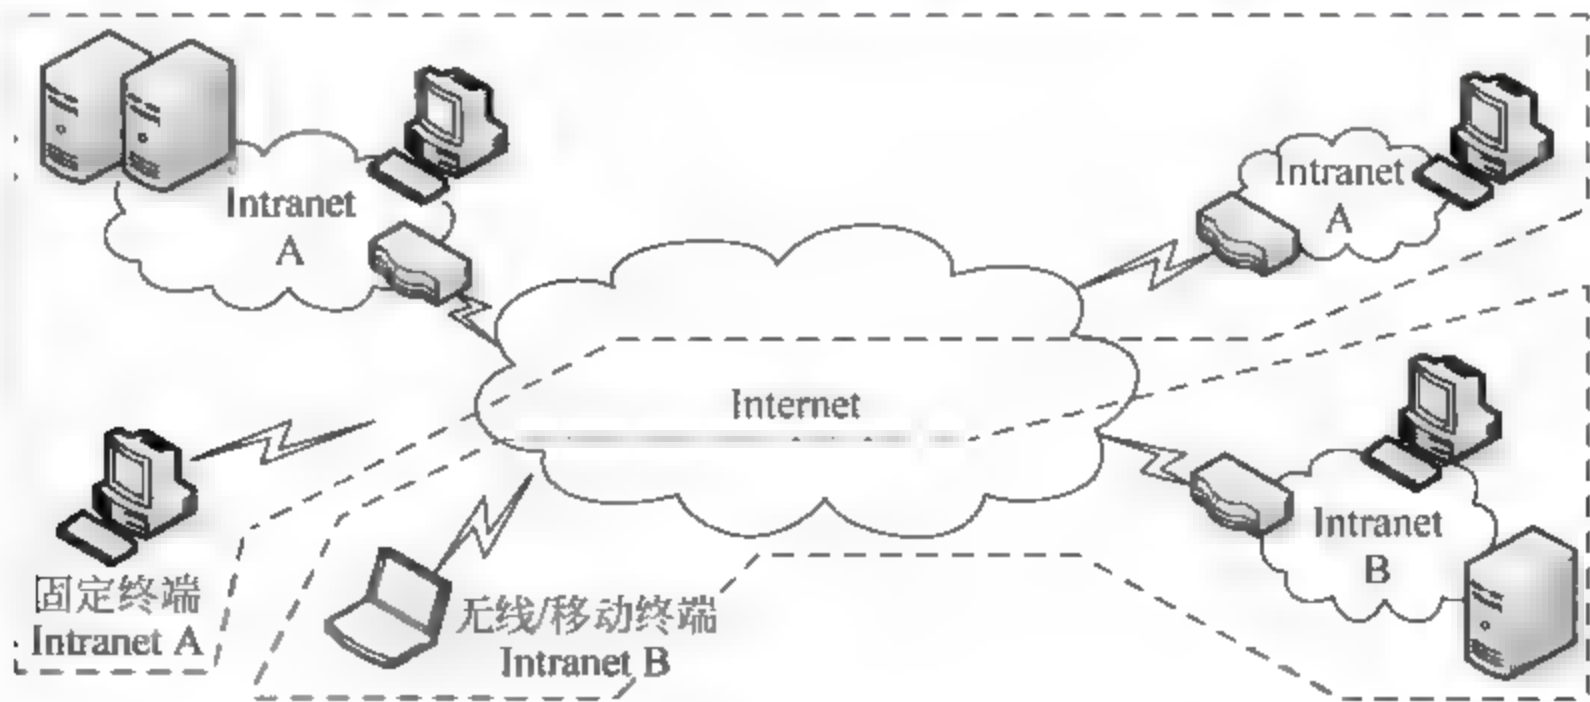 Intranet
A
Intranet
A
Internet
Intranet
B
固定终端
Intranet A
无线/移动终端
Intranet B